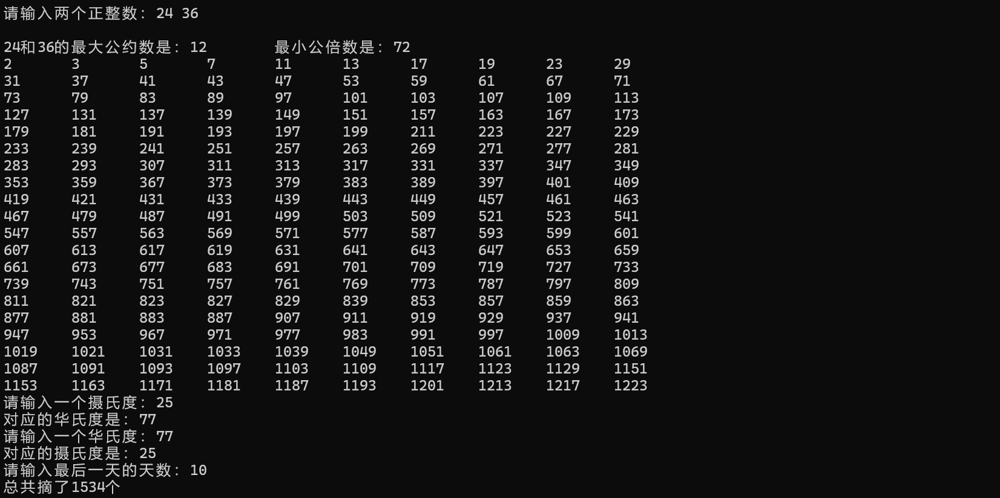 请输入两个正整数: 24 36
24和36的最大公约数是: 12 最小公倍数是: 72
2 3 5 7 11 13 17 19 23 29
31 37 41 43 47 53 59 61 67 71
73 79 83 89 97 101 103 107 109 113
127 131 137 139 149 151 157 163 167 173
179 181 191 193 197 199 211 223 227 229
233 239 241 251 257 263 269 271 277 281
283 293 307 311 313 317 331 337 347 349
353 359 367 373 379 383 389 397 401 409
419 421 431 433 439 443 449 457 461 463
467 479 487 491 499 503 509 521 523 541
547 557 563 569 571 577 587 593 599 601
607 613 617 619 631 641 643 647 653 659
661 673 677 683 691 701 709 719 727 733
739 743 751 757 761 769 773 787 797 809
811 821 823 827 829 839 853 857 859 863
877 881 883 887 907 911 919 929 937 941
947 953 967 971 977 983 991 997 1009 1013
1019 1021 1031 1033 1039 1049 1051 1061 1063 1069
1087 1091 1093 1097 1103 1109 1117 1123 1129 1151
1153 1163 1171 1181 1187 1193 1201 1213 1217 1223
请输入一个摄氏度: 25
对应的华氏度是: 77
请输入一个华氏度: 77
对应的摄氏度是: 25
请输入最后一天的天数: 10
总共摘了1534个